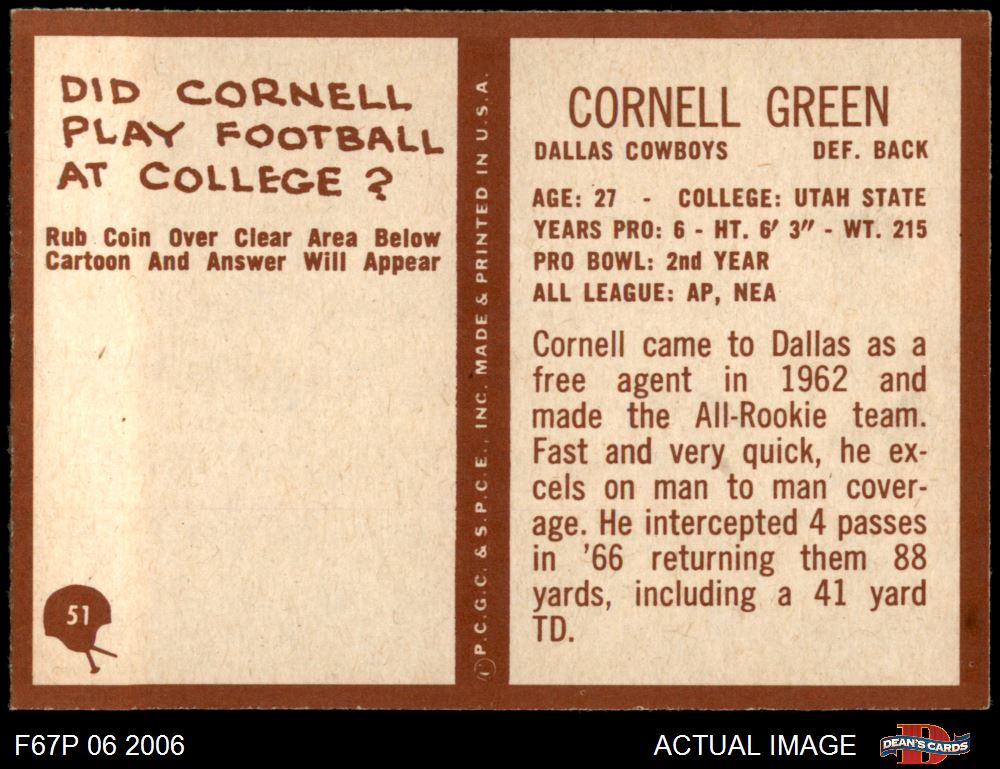 DID CORNELL
PLAY FOOTBALL
AT COLLEGE ?
Rub Coin Over Clear Area Below
Cartoon And Answer Will Appear
51
P.C.G.C. & S.P.C.E., INC. MADE & PRINTED IN U.S.A.
CORNELL GREEN
DALLAS COWBOYS DEF. BACK
AGE: 27 - COLLEGE: UTAH STATE
YEARS PRO: 6 - HT. 6' 3" - WT. 215
PRO BOWL: 2nd YEAR
ALL LEAGUE: AP, NEA
Cornell came to Dallas as a
free agent in 1962 and
made the All-Rookie team.
Fast and very quick, he ex-
cels on man to man cover-
age. He intercepted 4 passes
in '66 returning them 88
yards, including a 41 yard
TD.
F67P 06 2006
ACTUAL IMAGE
D
DEAN'S CARDS